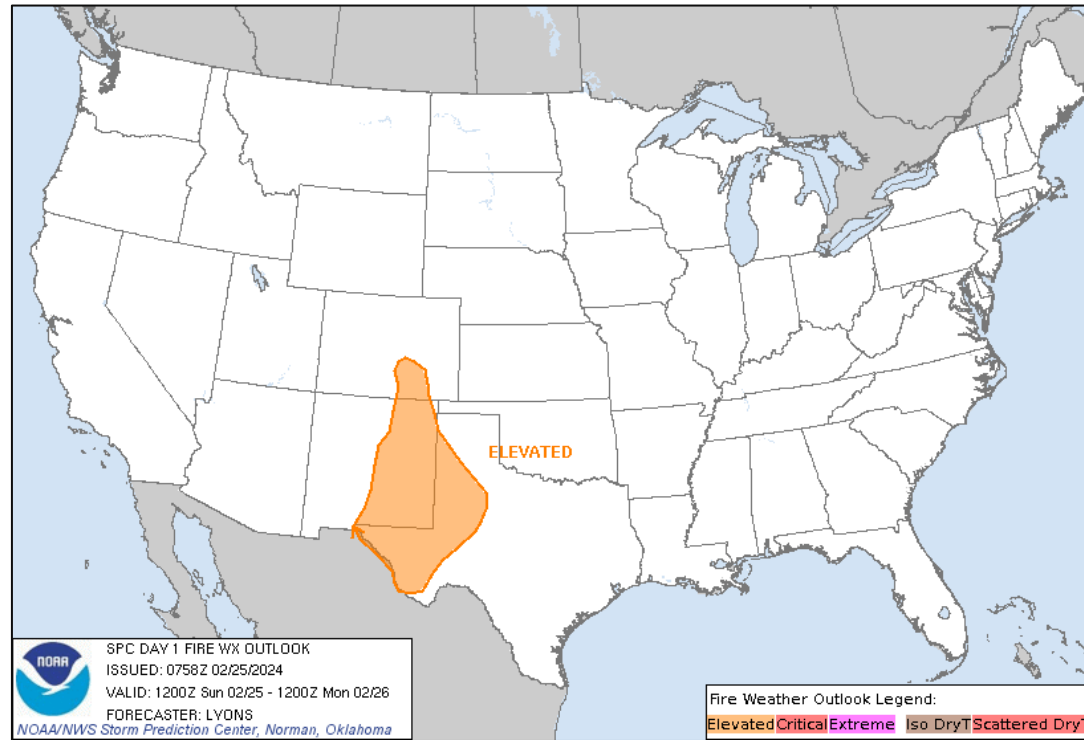 ELEVATED
NOAA
SPC DAY 1 FIRE WX OUTLOOK
ISSUED: 0758Z 02/25/2024
VALID: 1200Z Sun 02/25 - 1200Z Mon 02/26
FORECASTER: LYONS
NOAA/NWS Storm Prediction Center, Norman, Oklahoma
Fire Weather Outlook Legend:
Elevated Critical Extreme Iso DryT Scattered DryT